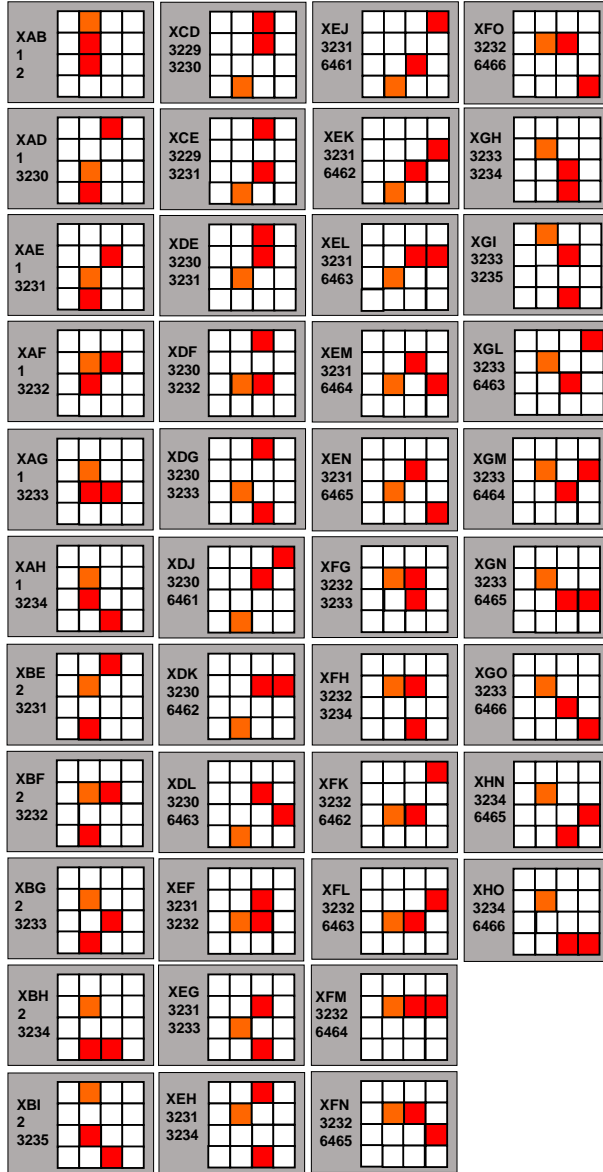 XAB
1
2
XAD
1
3230
XAE
1
3231
XAF
1
3232
XAG
1
3233
XAH
1
3234
XBE
2
3231
XBF
2
3232
XBG
2
3233
XBH
2
3234
XBI
2
3235
XCD
3229
3230
XCE
3229
3231
XDE
3230
3231
XDF
3230
3232
XDG
3230
3233
XDJ
3230
6461
XDK
3230
6462
XDL
3230
6463
XEF
3231
3232
XEG
3231
3233
XEH
3231
3234
XEJ
3231
6461
XEK
3231
6462
XEL
3231
6463
XEM
3231
6464
XEN
3231
6465
XFG
3232
3233
XFH
3232
3234
XFK
3232
6462
XFL
3232
6463
XFM
3232
6464
XFN
3232
6465
XFO
3232
6466
XGH
3233
3234
XGI
3233
3235
XGL
3233
6463
XGM
3233
6464
XGN
3233
6465
XGO
3233
6466
XHN
3234
6465
XHO
3234
6466